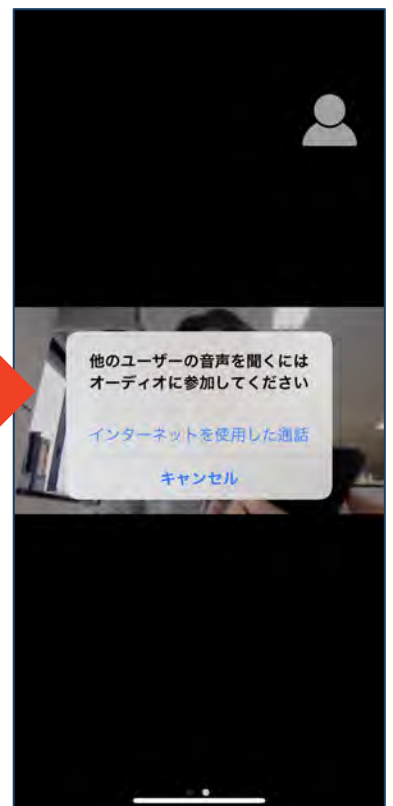 他のユーザーの音声を聞くには
オーディオに参加してください
インターネットを使用した通話
キャンセル